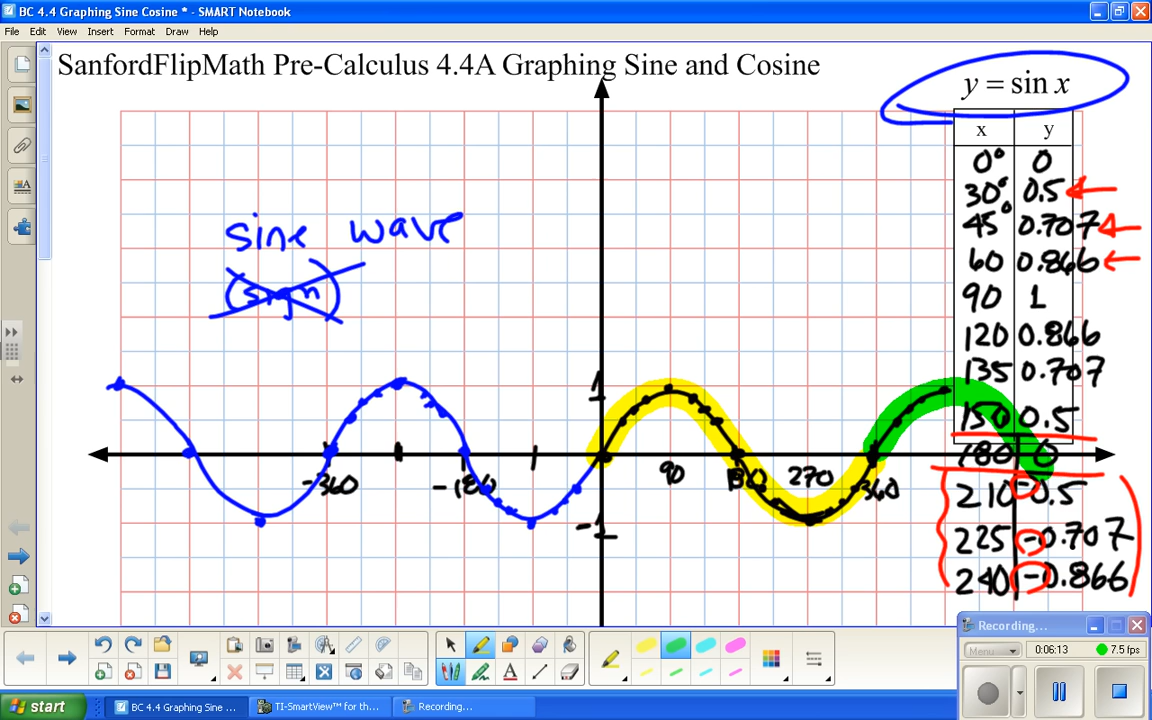 BC 4.4 Graphing Sine Cosine * - SMART Notebook
File Edit View Insert Format Draw Help
SanfordFlipMath Pre-Calculus 4.4A Graphing Sine and Cosine
y = sin x
x y
0° 0
30° 0.5
45° 0.707
60 0.866
90 1
120 0.866
135 0.707
150 0.5
180 0
210 -0.5
225 -0.707
240 -0.866
sine wave
(sign)
1
-360 -180 90 180 270 360
-1
Recording...
Menu 0:06:13 7.5 fps
start BC 4.4 Graphing Sine ... TI-SmartView™ for th... Recording...